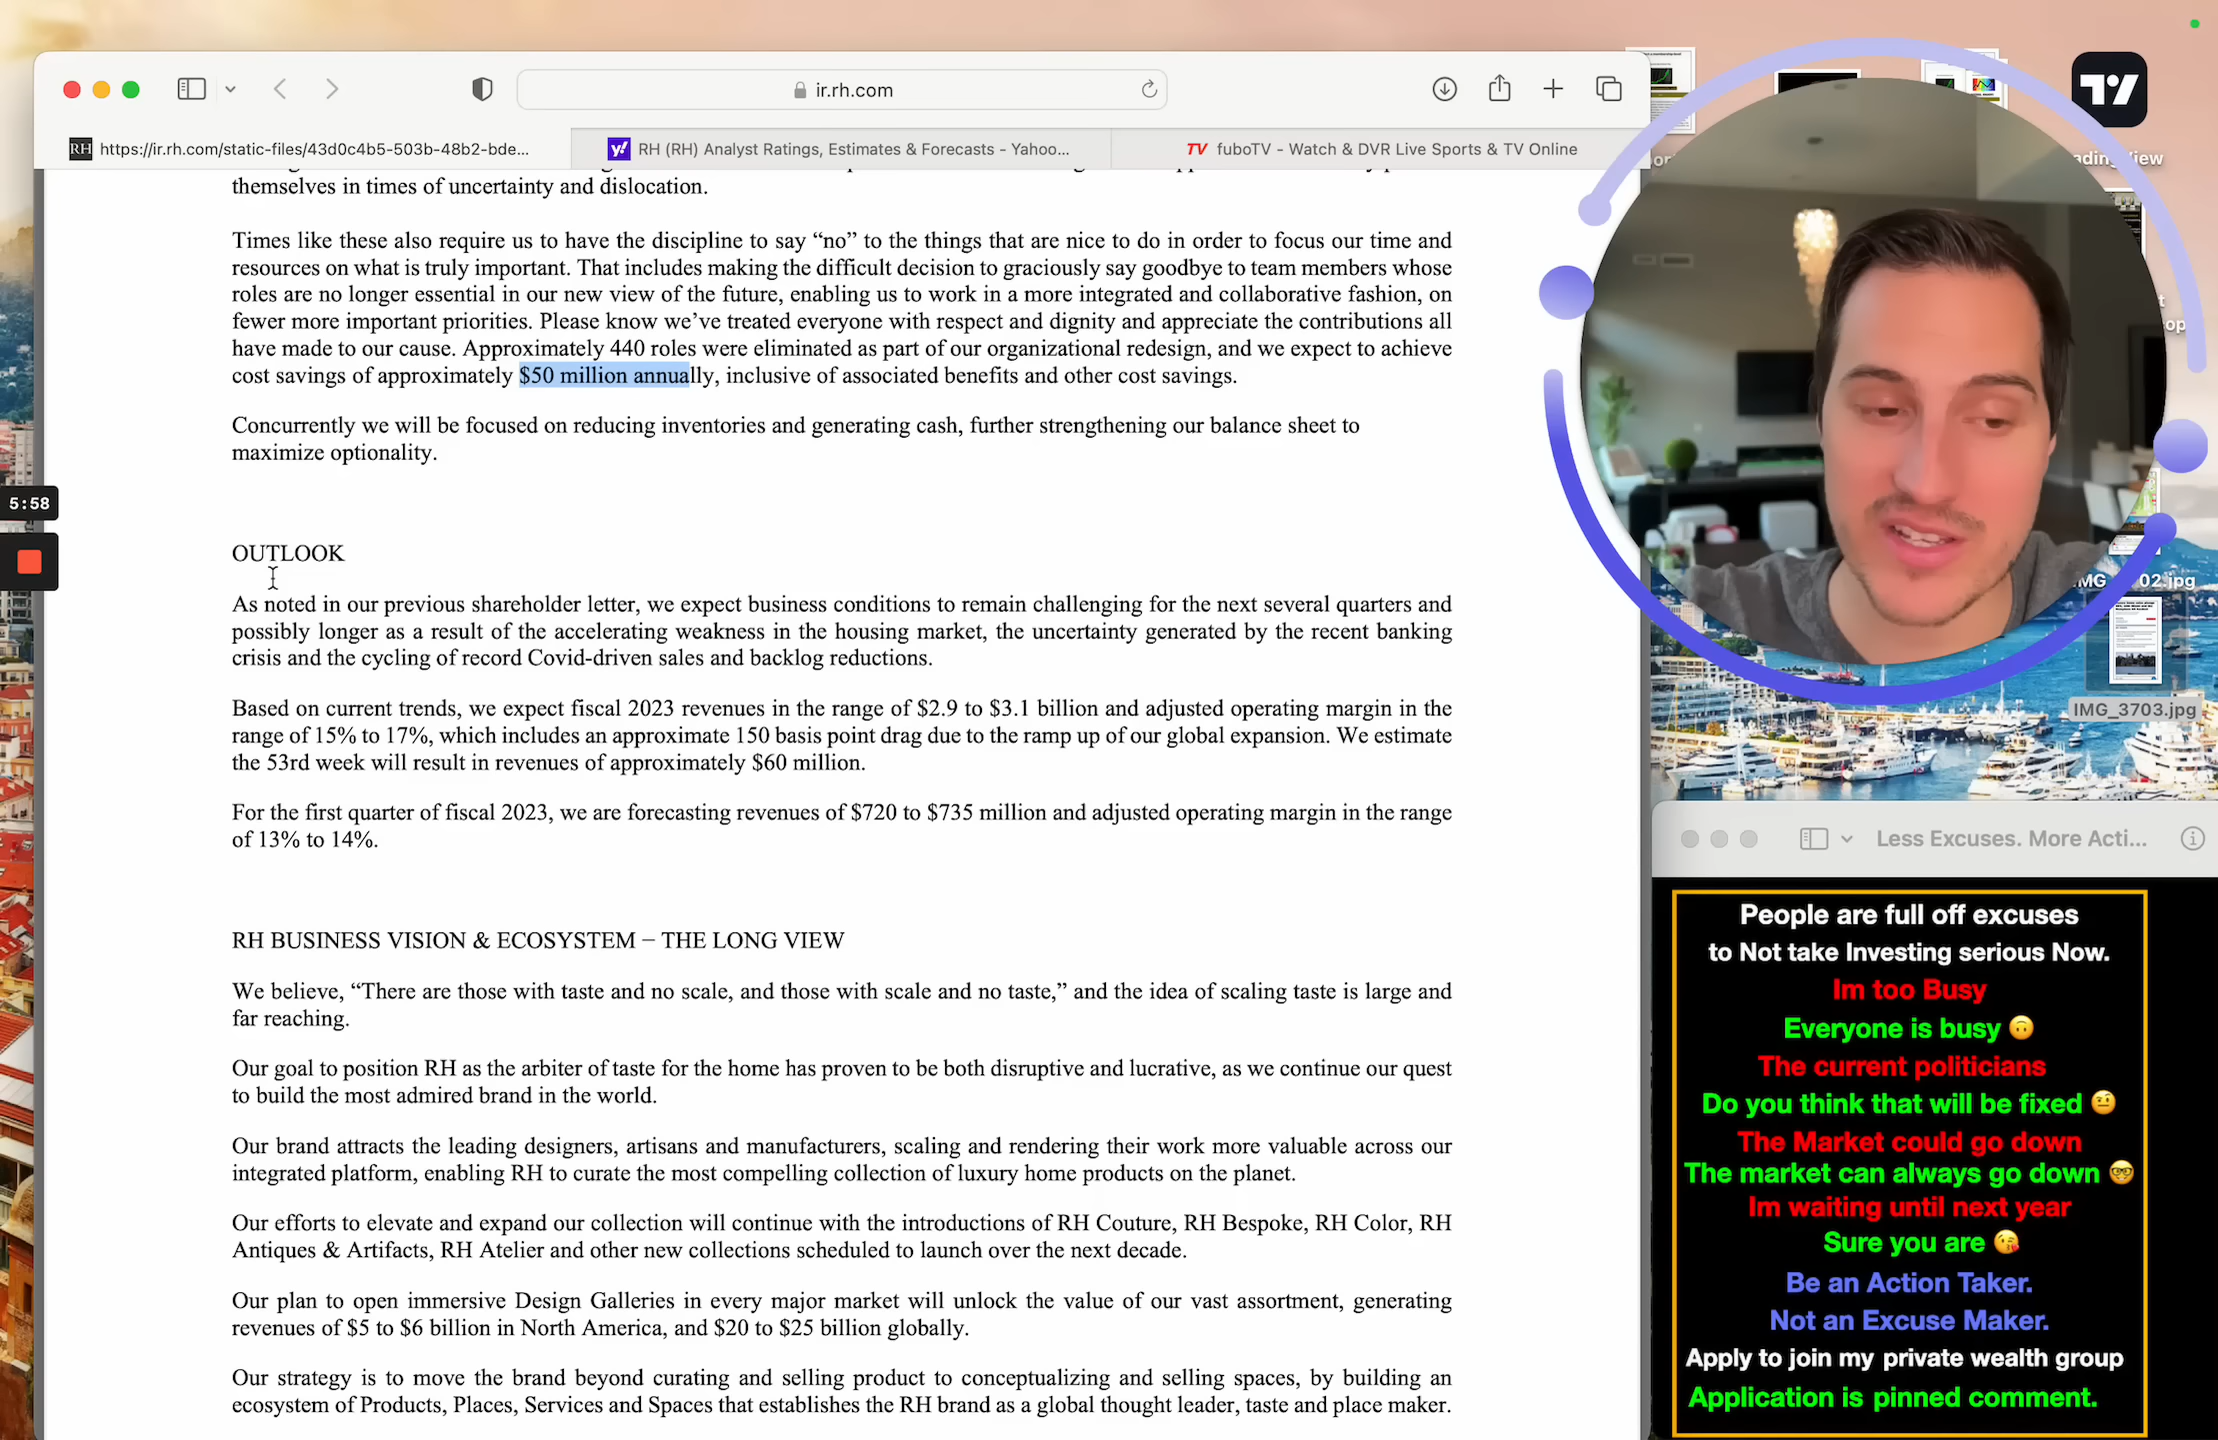 ir.rh.com
RH https://ir.rh.com/static-files/43d0c4b5-503b-48b2-bde...
y! RH (RH) Analyst Ratings, Estimates & Forecasts - Yahoo...
TV fuboTV - Watch & DVR Live Sports & TV Online
themselves in times of uncertainty and dislocation.
Times like these also require us to have the discipline to say “no” to the things that are nice to do in order to focus our time and
resources on what is truly important. That includes making the difficult decision to graciously say goodbye to team members whose
roles are no longer essential in our new view of the future, enabling us to work in a more integrated and collaborative fashion, on
fewer more important priorities. Please know we’ve treated everyone with respect and dignity and appreciate the contributions all
have made to our cause. Approximately 440 roles were eliminated as part of our organizational redesign, and we expect to achieve
cost savings of approximately $50 million annually, inclusive of associated benefits and other cost savings.
Concurrently we will be focused on reducing inventories and generating cash, further strengthening our balance sheet to
maximize optionality.
5:58
OUTLOOK
As noted in our previous shareholder letter, we expect business conditions to remain challenging for the next several quarters and
possibly longer as a result of the accelerating weakness in the housing market, the uncertainty generated by the recent banking
crisis and the cycling of record Covid-driven sales and backlog reductions.
Based on current trends, we expect fiscal 2023 revenues in the range of $2.9 to $3.1 billion and adjusted operating margin in the
range of 15% to 17%, which includes an approximate 150 basis point drag due to the ramp up of our global expansion. We estimate
the 53rd week will result in revenues of approximately $60 million.
For the first quarter of fiscal 2023, we are forecasting revenues of $720 to $735 million and adjusted operating margin in the range
of 13% to 14%.
RH BUSINESS VISION & ECOSYSTEM – THE LONG VIEW
We believe, “There are those with taste and no scale, and those with scale and no taste,” and the idea of scaling taste is large and
far reaching.
Our goal to position RH as the arbiter of taste for the home has proven to be both disruptive and lucrative, as we continue our quest
to build the most admired brand in the world.
Our brand attracts the leading designers, artisans and manufacturers, scaling and rendering their work more valuable across our
integrated platform, enabling RH to curate the most compelling collection of luxury home products on the planet.
Our efforts to elevate and expand our collection will continue with the introductions of RH Couture, RH Bespoke, RH Color, RH
Antiques & Artifacts, RH Atelier and other new collections scheduled to launch over the next decade.
Our plan to open immersive Design Galleries in every major market will unlock the value of our vast assortment, generating
revenues of $5 to $6 billion in North America, and $20 to $25 billion globally.
Our strategy is to move the brand beyond curating and selling product to conceptualizing and selling spaces, by building an
ecosystem of Products, Places, Services and Spaces that establishes the RH brand as a global thought leader, taste and place maker.
IMG_3703.jpg
Less Excuses. More Acti...
People are full off excuses
to Not take Investing serious Now.
Im too Busy
Everyone is busy 🙃
The current politicians
Do you think that will be fixed 🤨
The Market could go down
The market can always go down 🤓
Im waiting until next year
Sure you are 😘
Be an Action Taker.
Not an Excuse Maker.
Apply to join my private wealth group
Application is pinned comment.